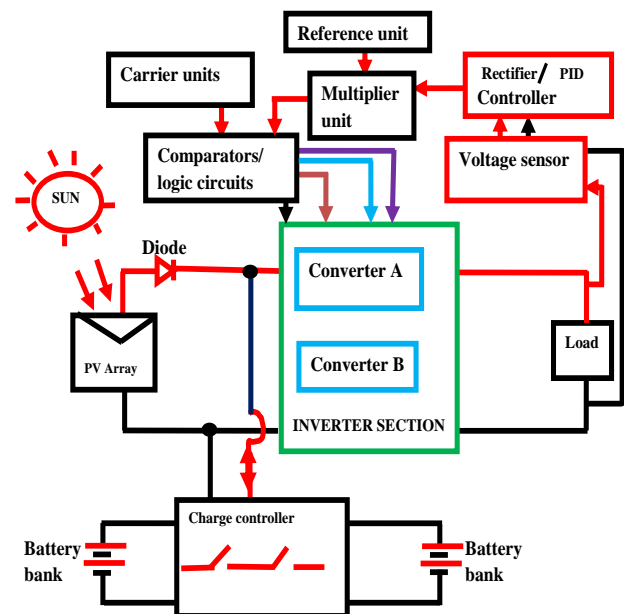 Reference unit
Carrier units
Rectifier/ PID
Controller
Multiplier
unit
Comparators/
logic circuits
Voltage sensor
SUN
Diode
Converter A
PV Array
Load
Converter B
INVERTER SECTION
Charge controller
Battery
bank
Battery
bank